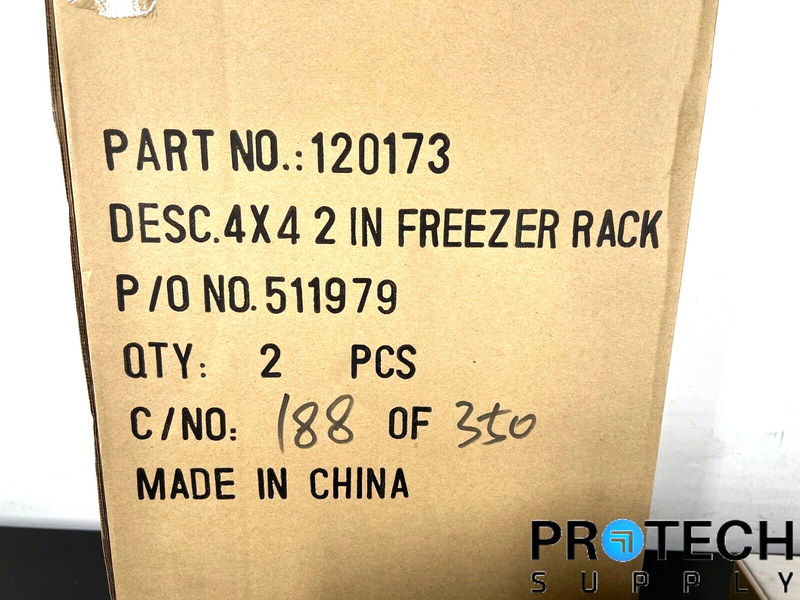 PART NO.:120173
DESC.4X4 2 IN FREEZER RACK
P/O NO.511979
QTY: 2 PCS
C/NO: 188 OF 350
MADE IN CHINA
PROTECH
SUPPLY